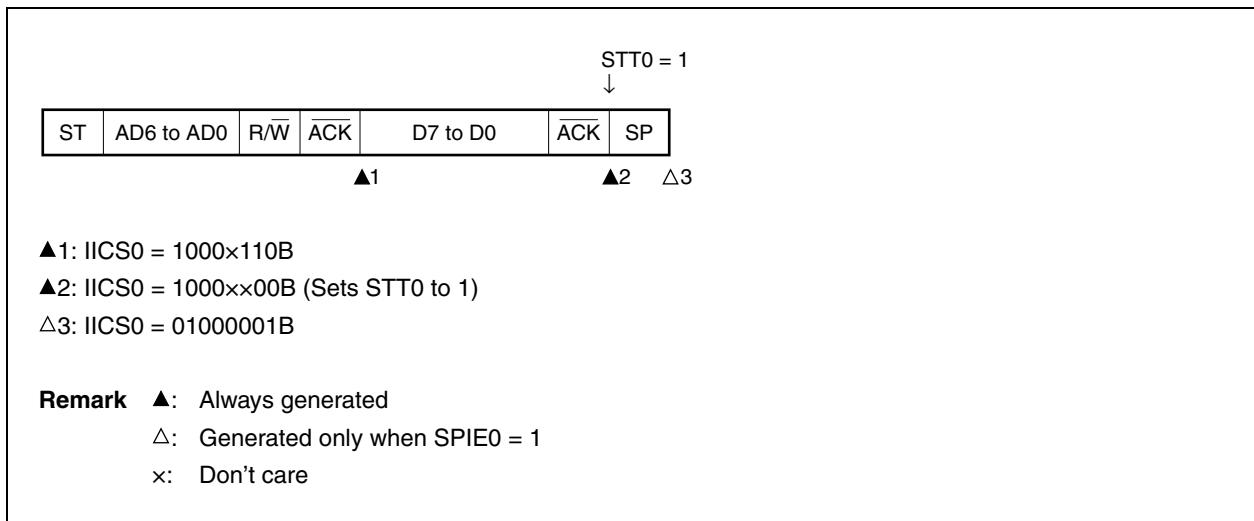 STT0 = 1
↓
ST AD6 to AD0 R/W̅ A̅C̅K̅ D7 to D0 A̅C̅K̅ SP
▲1 ▲2 △3
▲1: IICS0 = 1000×110B
▲2: IICS0 = 1000××00B (Sets STT0 to 1)
△3: IICS0 = 01000001B
Remark ▲: Always generated
△: Generated only when SPIE0 = 1
×: Don't care